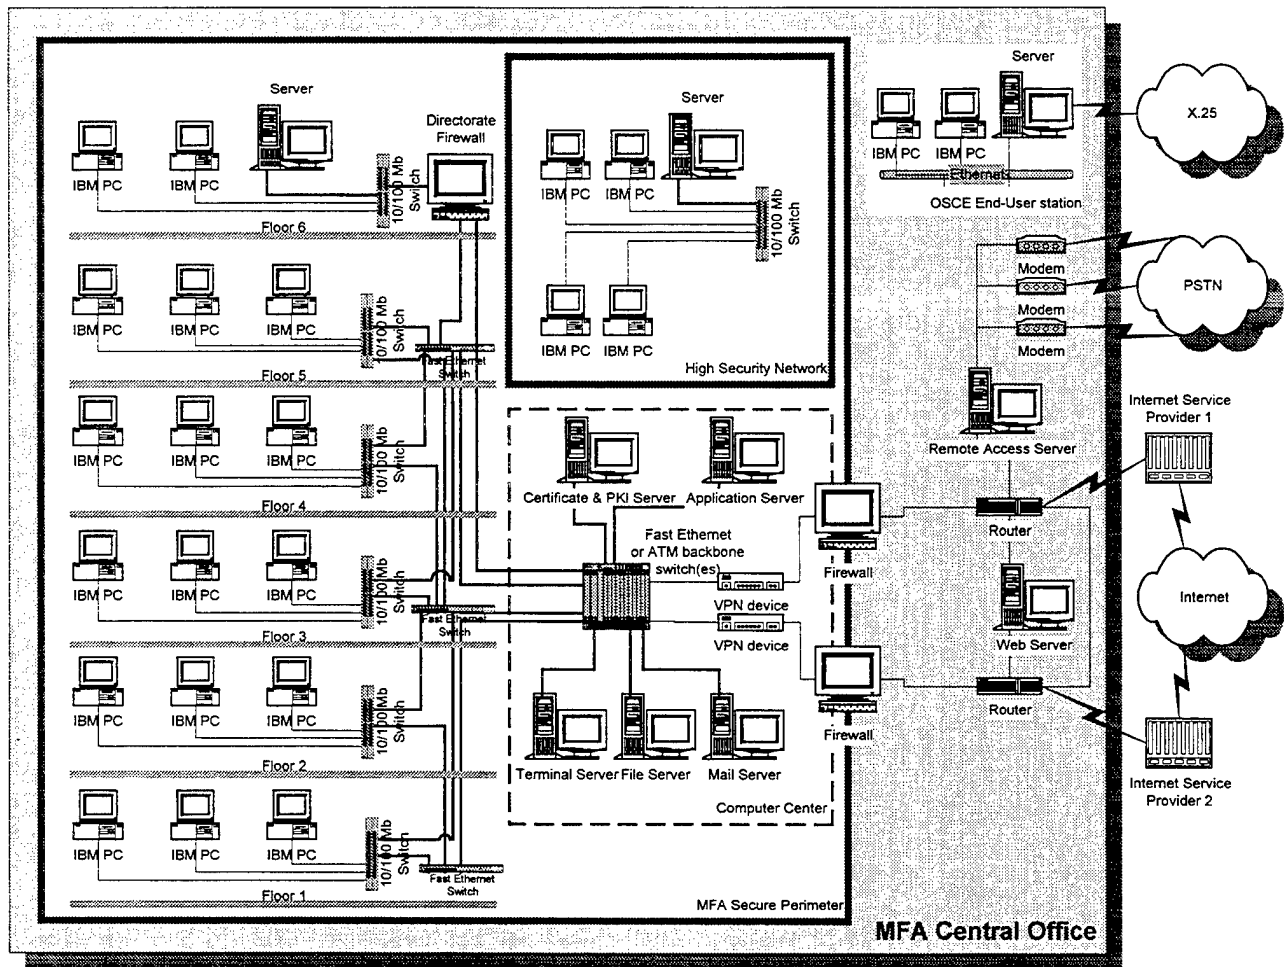 Server
Directorate
Firewall
IBM PC
IBM PC
10/100 Mb
Switch
Floor 6
IBM PC
IBM PC
IBM PC
10/100 Mb
Switch
Fast Ethernet
Switch
Floor 5
IBM PC
IBM PC
IBM PC
10/100 Mb
Switch
Floor 4
IBM PC
IBM PC
IBM PC
10/100 Mb
Switch
Fast Ethernet
Switch
Floor 3
IBM PC
IBM PC
IBM PC
10/100 Mb
Switch
Floor 2
IBM PC
IBM PC
IBM PC
10/100 Mb
Switch
Fast Ethernet
Switch
Floor 1
Server
IBM PC
IBM PC
10/100 Mb
Switch
IBM PC
IBM PC
High Security Network
Certificate & PKI Server
Application Server
Fast Ethernet
or ATM backbone
switch(es)
VPN device
VPN device
Terminal Server
File Server
Mail Server
Computer Center
MFA Secure Perimeter
Firewall
Firewall
Server
IBM PC
IBM PC
Ethernet
OSCE End-User station
Modem
Modem
Modem
Remote Access Server
Router
Web Server
Router
X.25
PSTN
Internet Service
Provider 1
Internet
Internet Service
Provider 2
MFA Central Office